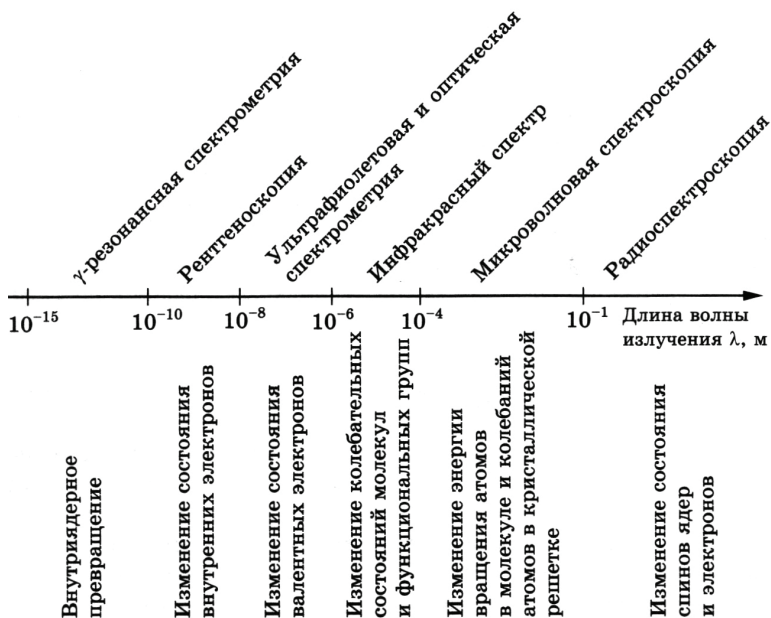 γ-резонансная спектрометрия
Рентгеноскопия
Ультрафиолетовая и оптическая
спектрометрия
Инфракрасный спектр
Микроволновая спектроскопия
Радиоспектроскопия
10⁻¹⁵
10⁻¹⁰
10⁻⁸
10⁻⁶
10⁻⁴
10⁻¹
Длина волны
излучения λ, м
Внутриядерное
превращение
Изменение состояния
внутренних электронов
Изменение состояния
валентных электронов
Изменение колебательных
состояний молекул
и функциональных групп
Изменение энергии
вращения атомов
в молекуле и колебаний
атомов в кристаллической
решетке
Изменение состояния
спинов ядер
и электронов